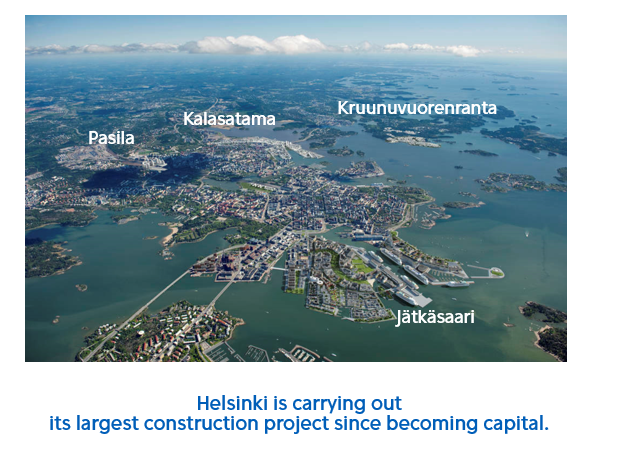 Kruunuvuorenranta
Kalasatama
Pasila
Jätkäsaari
Helsinki is carrying out
its largest construction project since becoming capital.